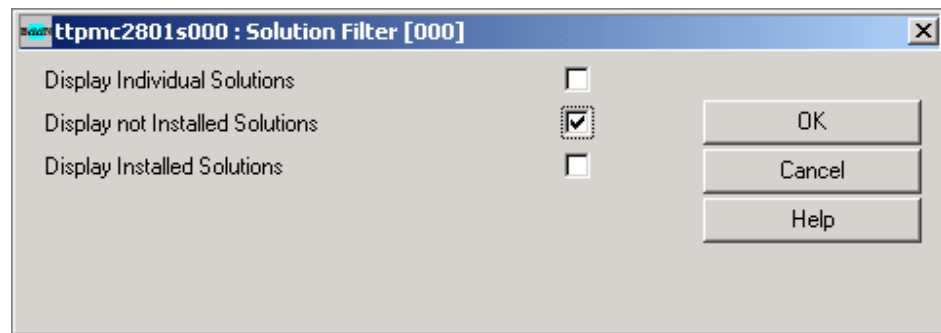 ttpmc2801s000 : Solution Filter [000]
Display Individual Solutions
Display not Installed Solutions
Display Installed Solutions
OK
Cancel
Help